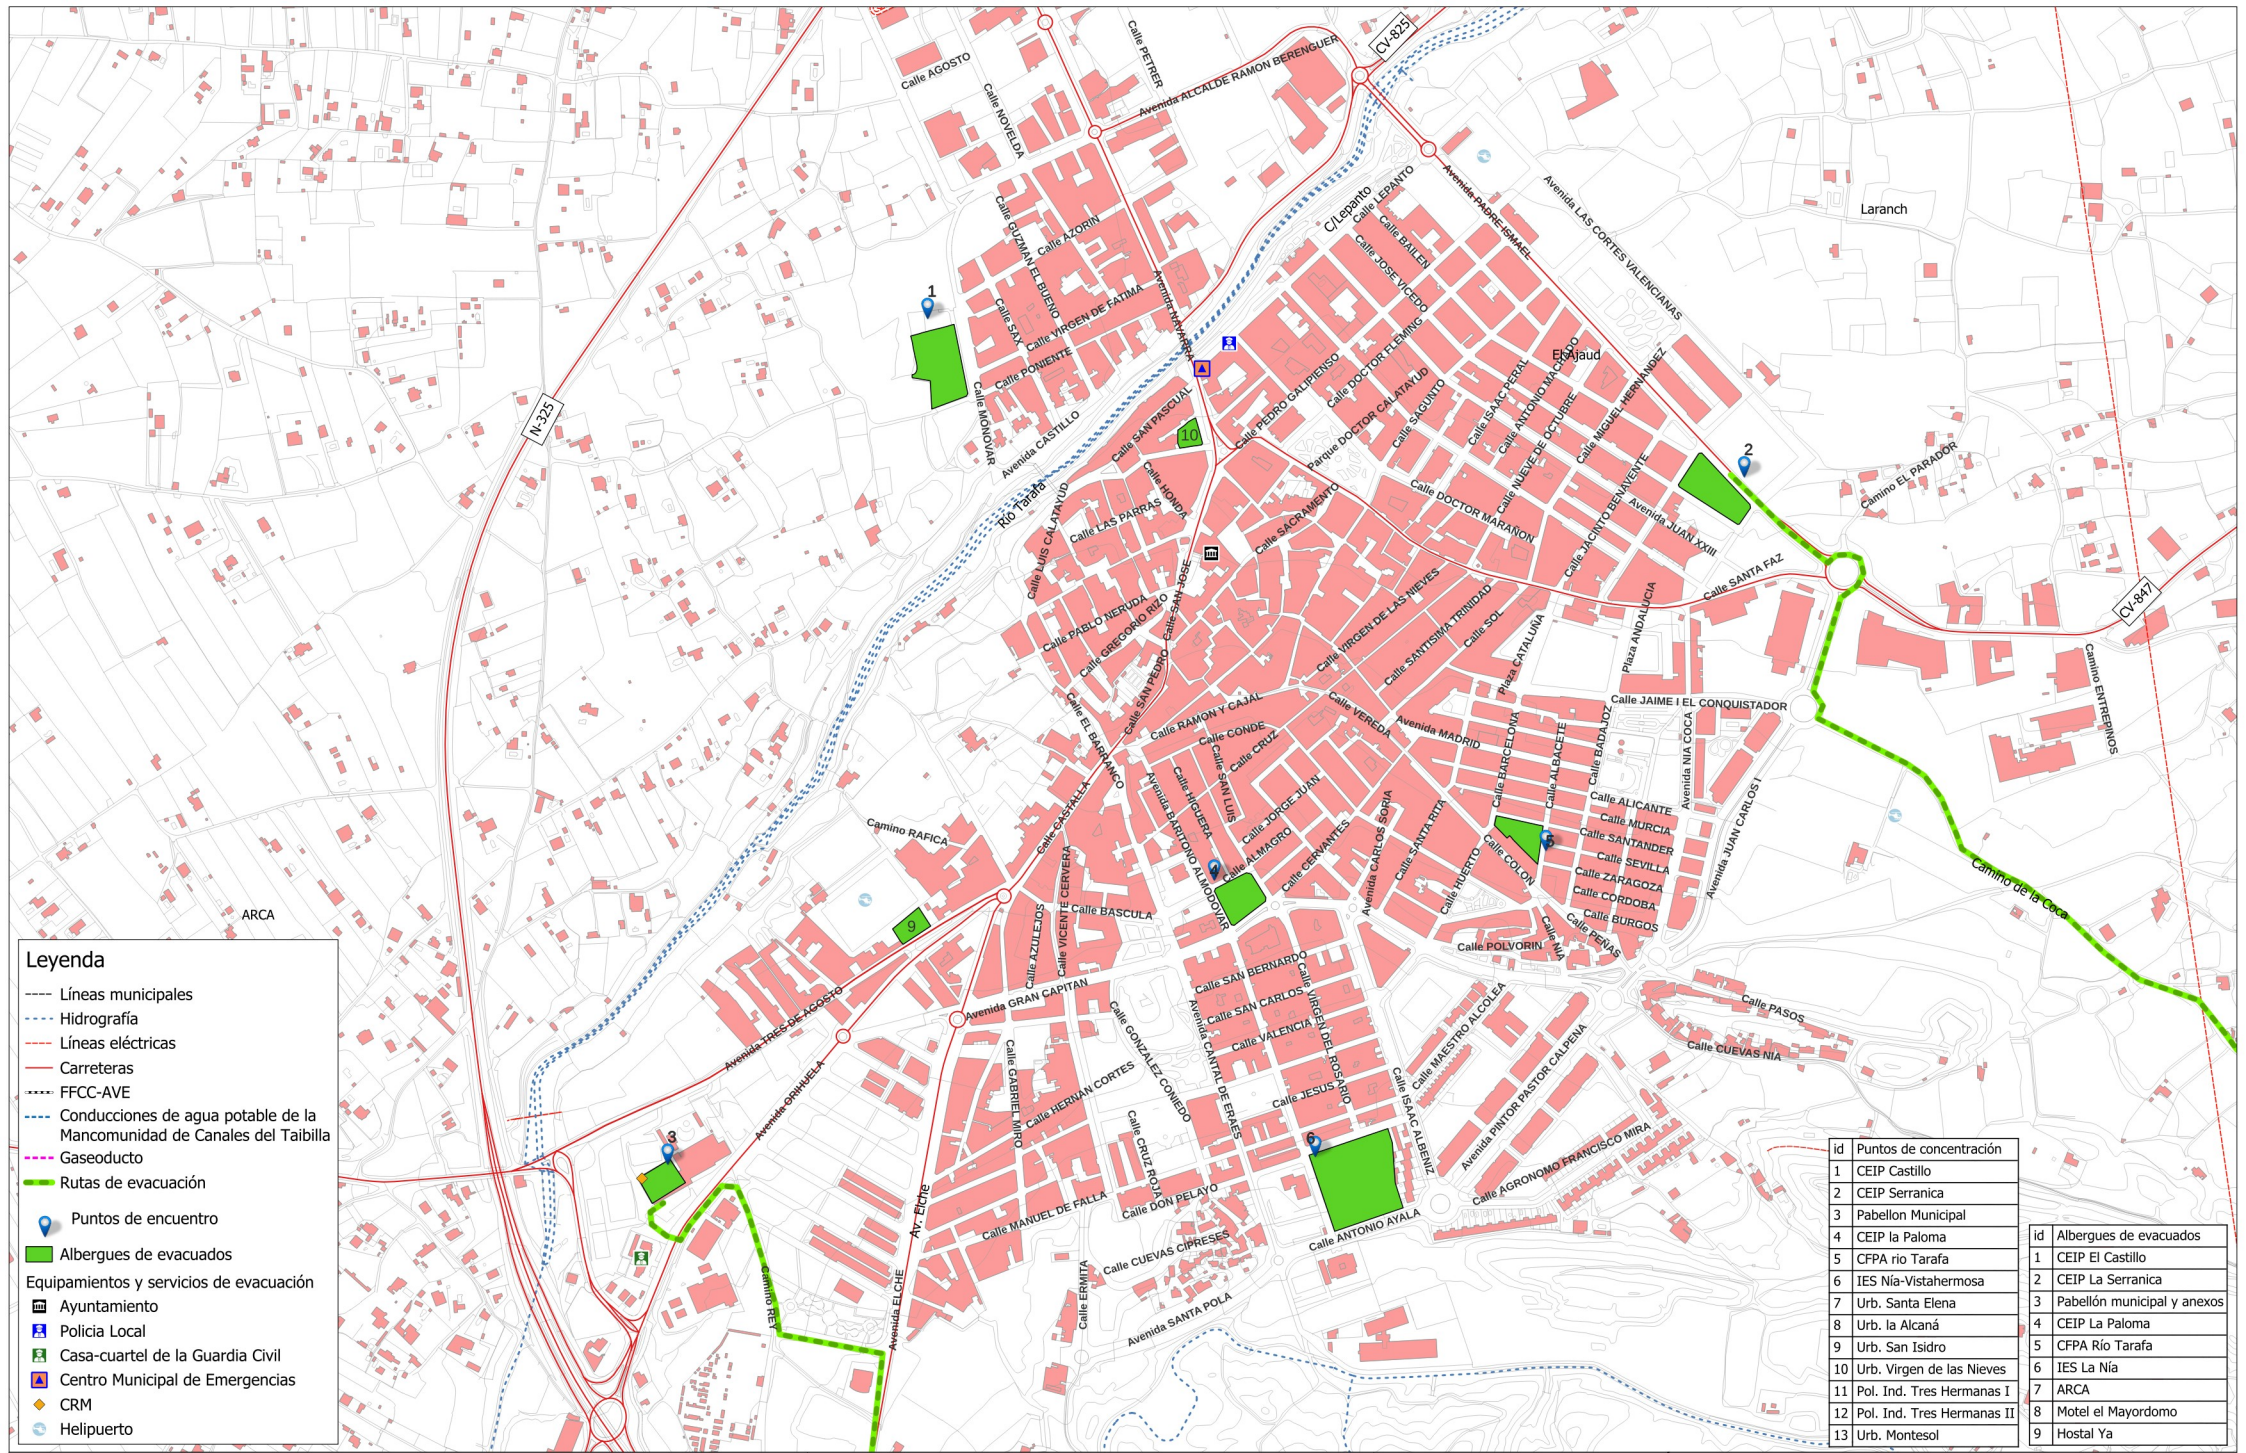 CV-825
Calle PETRER
Calle AGOSTO
Avenida ALCALDE RAMON BERENGUER
Calle NOVELDA
Calle LEPANTO
C/Lepanto
Avenida PADRE ISMAEL
Avenida LAS CORTES VALENCIANAS
Laranch
Calle GUZMAN EL BUENO
Calle AZORIN
Calle BAILEN
Calle JOSE VICEDO
1
Calle SAX
Calle VIRGEN DE FATIMA
Avenida NAVARRA
Calle PONIENTE
Calle DOCTOR FLEMING
El Ajaud
Calle MONOVAR
Avenida CASTILLO
Calle SAN PASCUAL
10
Calle PEDRO GALIPIENSO
Parque DOCTOR CALATAYUD
Calle SAGUNTO
Calle ISAAC PERAL
Calle ANTONIO MACHADO
Calle NUEVE DE OCTUBRE
Calle MIGUEL HERNANDEZ
N-325
2
Camino EL PARADOR
Río Tarafa
Calle HONDA
Calle LAS PARRAS
Calle LUIS CALATAYUD
Calle SACRAMENTO
Calle DOCTOR MARAÑON
Calle JACINTO BENAVENTE
Avenida JUAN XXIII
Calle SANTA FAZ
CV-847
Calle PABLO NERUDA
Calle GREGORIO RIZO
Calle SAN JOSE
Calle VIRGEN DE LAS NIEVES
Calle SANTISIMA TRINIDAD
Calle SOL
Plaza CATALUÑA
Plaza ANDALUCIA
Camino ENTREPINOS
Calle SAN PEDRO
Calle EL BARRANCO
Calle RAMON Y CAJAL
Calle CONDE
Calle CRUZ
Calle VEREDA
Avenida MADRID
Calle JAIME I EL CONQUISTADOR
Calle BARCELONA
Calle ALBACETE
Calle BADAJOZ
Avenida NIA COCA
Avenida JUAN CARLOS I
Calle SAN LUIS
Calle HIGUERA
Avenida BARITONO ALMODOVAR
Calle JORGE JUAN
Calle ALMAGRO
Calle CERVANTES
Avenida CARLOS SORIA
Calle SANTA RITA
Calle HUERTO
Calle COLON
5
Calle ALICANTE
Calle MURCIA
Calle SANTANDER
Calle SEVILLA
Calle ZARAGOZA
Calle CORDOBA
Calle BURGOS
Calle PEÑAS
Calle NIA
Calle POLVORIN
Camino RAFICA
Calle CASTALLA
4
9
Calle BASCULA
Calle VICENTE CERVERA
Calle AZULEJOS
Camino de la Coca
ARCA
Avenida GRAN CAPITAN
Avenida TRES DE AGOSTO
Calle SAN BERNARDO
Calle SAN CARLOS
Calle VALENCIA
Calle VIRGEN DEL ROSARIO
Avenida CANTAL DE ERAES
Calle GONZALEZ CONIEDO
Calle MAESTRO ALCOLEA
Avenida PINTOR PASTOR CALPENA
Calle PASOS
Calle CUEVAS NIA
Avenida ORIHUELA
Calle GABRIEL MIRO
Calle HERNAN CORTES
Calle JESUS
Calle ISAAC ALBENIZ
Calle CRUZ ROJA
3
6
Calle AGRONOMO FRANCISCO MIRA
Av. Elche
Calle MANUEL DE FALLA
Calle DON PELAYO
Calle ANTONIO AYALA
Calle CUEVAS CIPRESES
Camino REY
Avenida ELCHE
Calle ERMITA
Avenida SANTA POLA
Leyenda
Líneas municipales
Hidrografía
Líneas eléctricas
Carreteras
FFCC-AVE
Conducciones de agua potable de la
Mancomunidad de Canales del Taibilla
Gaseoducto
Rutas de evacuación
Puntos de encuentro
Albergues de evacuados
Equipamientos y servicios de evacuación
Ayuntamiento
Policia Local
Casa-cuartel de la Guardia Civil
Centro Municipal de Emergencias
CRM
Helipuerto
id Puntos de concentración
1 CEIP Castillo
2 CEIP Serranica
3 Pabellon Municipal
4 CEIP la Paloma
5 CFPA rio Tarafa
6 IES Nía-Vistahermosa
7 Urb. Santa Elena
8 Urb. la Alcaná
9 Urb. San Isidro
10 Urb. Virgen de las Nieves
11 Pol. Ind. Tres Hermanas I
12 Pol. Ind. Tres Hermanas II
13 Urb. Montesol
id Albergues de evacuados
1 CEIP El Castillo
2 CEIP La Serranica
3 Pabellón municipal y anexos
4 CEIP La Paloma
5 CFPA Río Tarafa
6 IES La Nía
7 ARCA
8 Motel el Mayordomo
9 Hostal Ya